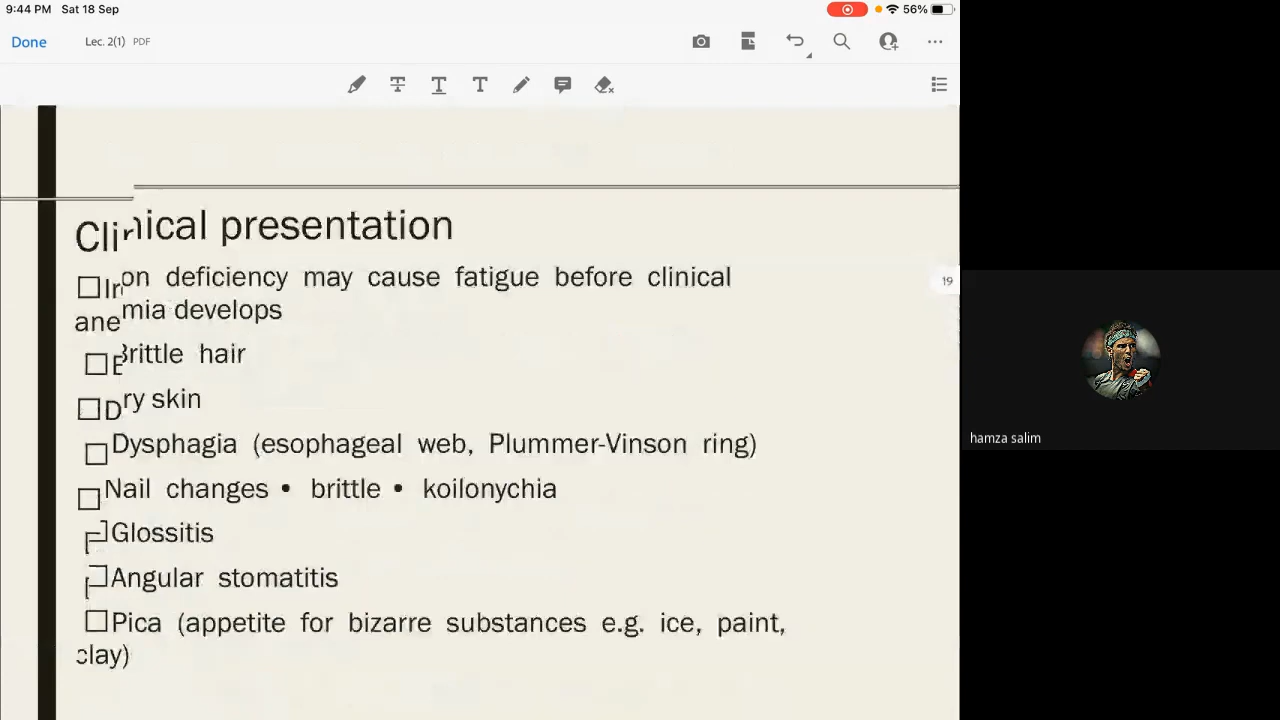 9:44 PM Sat 18 Sep
56%
Done
Lec. 2(1) PDF
19
Clinical presentation
Iron deficiency may cause fatigue before clinical
anemia develops
Brittle hair
Dry skin
Dysphagia (esophageal web, Plummer-Vinson ring)
Nail changes • brittle • koilonychia
Glossitis
Angular stomatitis
Pica (appetite for bizarre substances e.g. ice, paint,
clay)
hamza salim